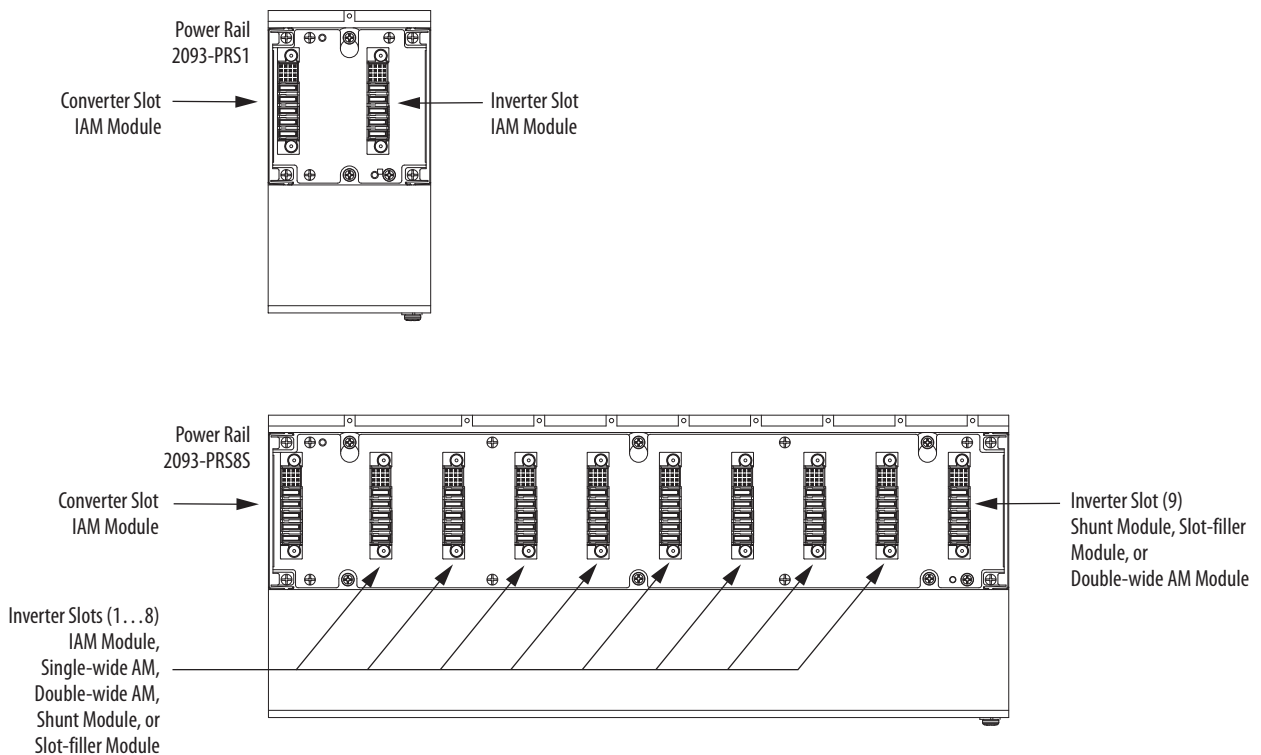 Power Rail
2093-PRS1
Converter Slot
IAM Module
Inverter Slot
IAM Module
Power Rail
2093-PRS8S
Converter Slot
IAM Module
Inverter Slot (9)
Shunt Module, Slot-filler
Module, or
Double-wide AM Module
Inverter Slots (1…8)
IAM Module,
Single-wide AM,
Double-wide AM,
Shunt Module, or
Slot-filler Module